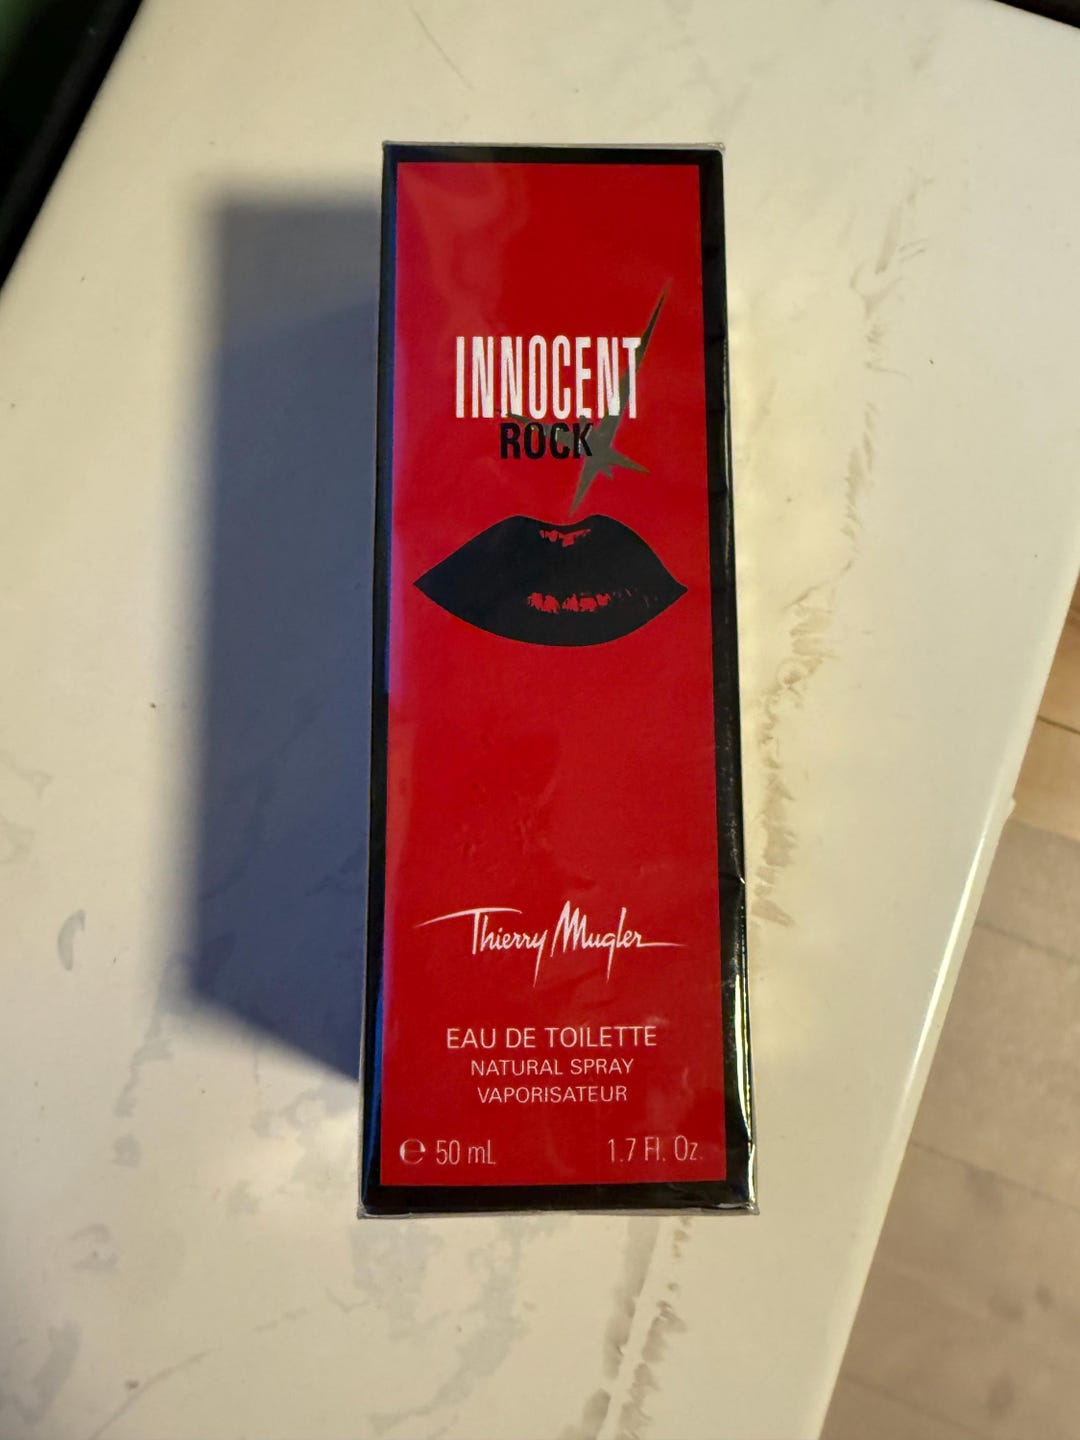 INNOCENT
ROCK
Thierry Mugler
EAU DE TOILETTE
NATURAL SPRAY
VAPORISATEUR
℮ 50 mL 1.7 Fl. Oz.